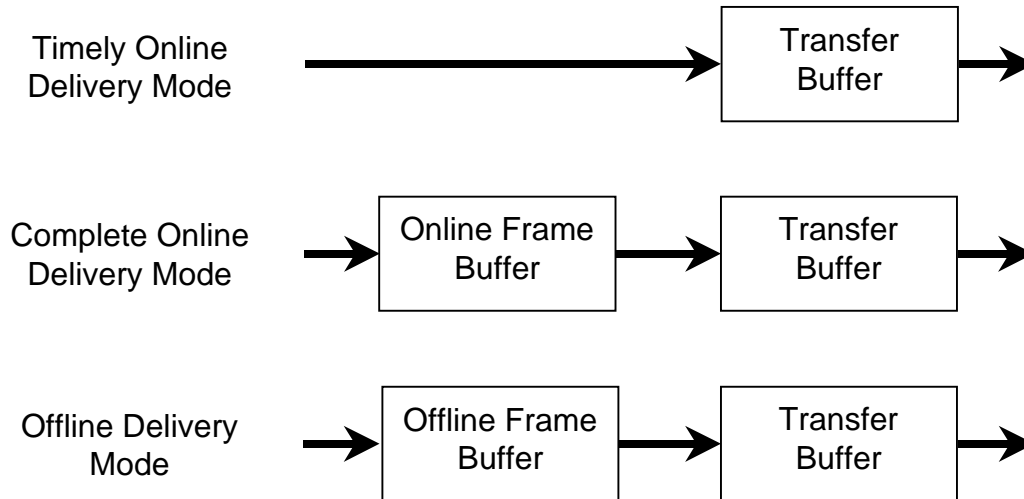 Timely Online
Delivery Mode
Transfer
Buffer
Complete Online
Delivery Mode
Online Frame
Buffer
Transfer
Buffer
Offline Delivery
Mode
Offline Frame
Buffer
Transfer
Buffer